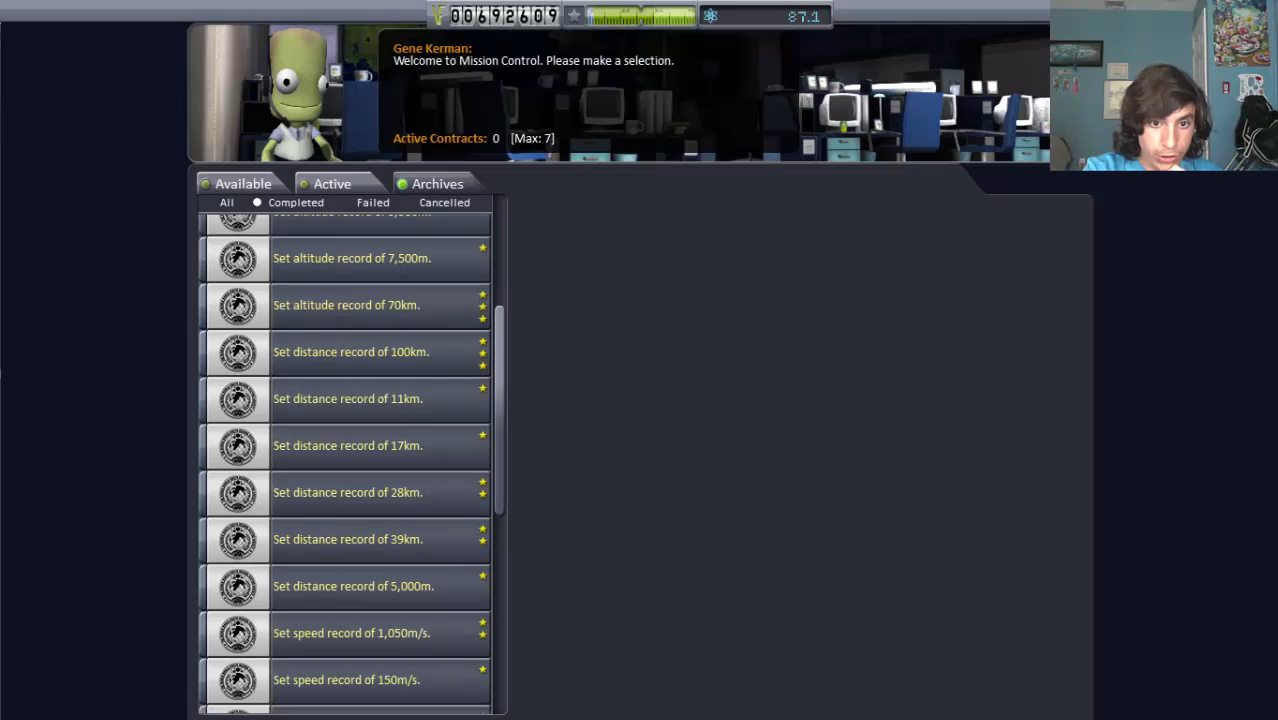 00692609
87.1
Gene Kerman:
Welcome to Mission Control. Please make a selection.
Active Contracts: 0 [Max: 7]
Available Active Archives
All Completed Failed Cancelled
Set altitude record of 7,500m.
Set altitude record of 70km.
Set distance record of 100km.
Set distance record of 11km.
Set distance record of 17km.
Set distance record of 28km.
Set distance record of 39km.
Set distance record of 5,000m.
Set speed record of 1,050m/s.
Set speed record of 150m/s.